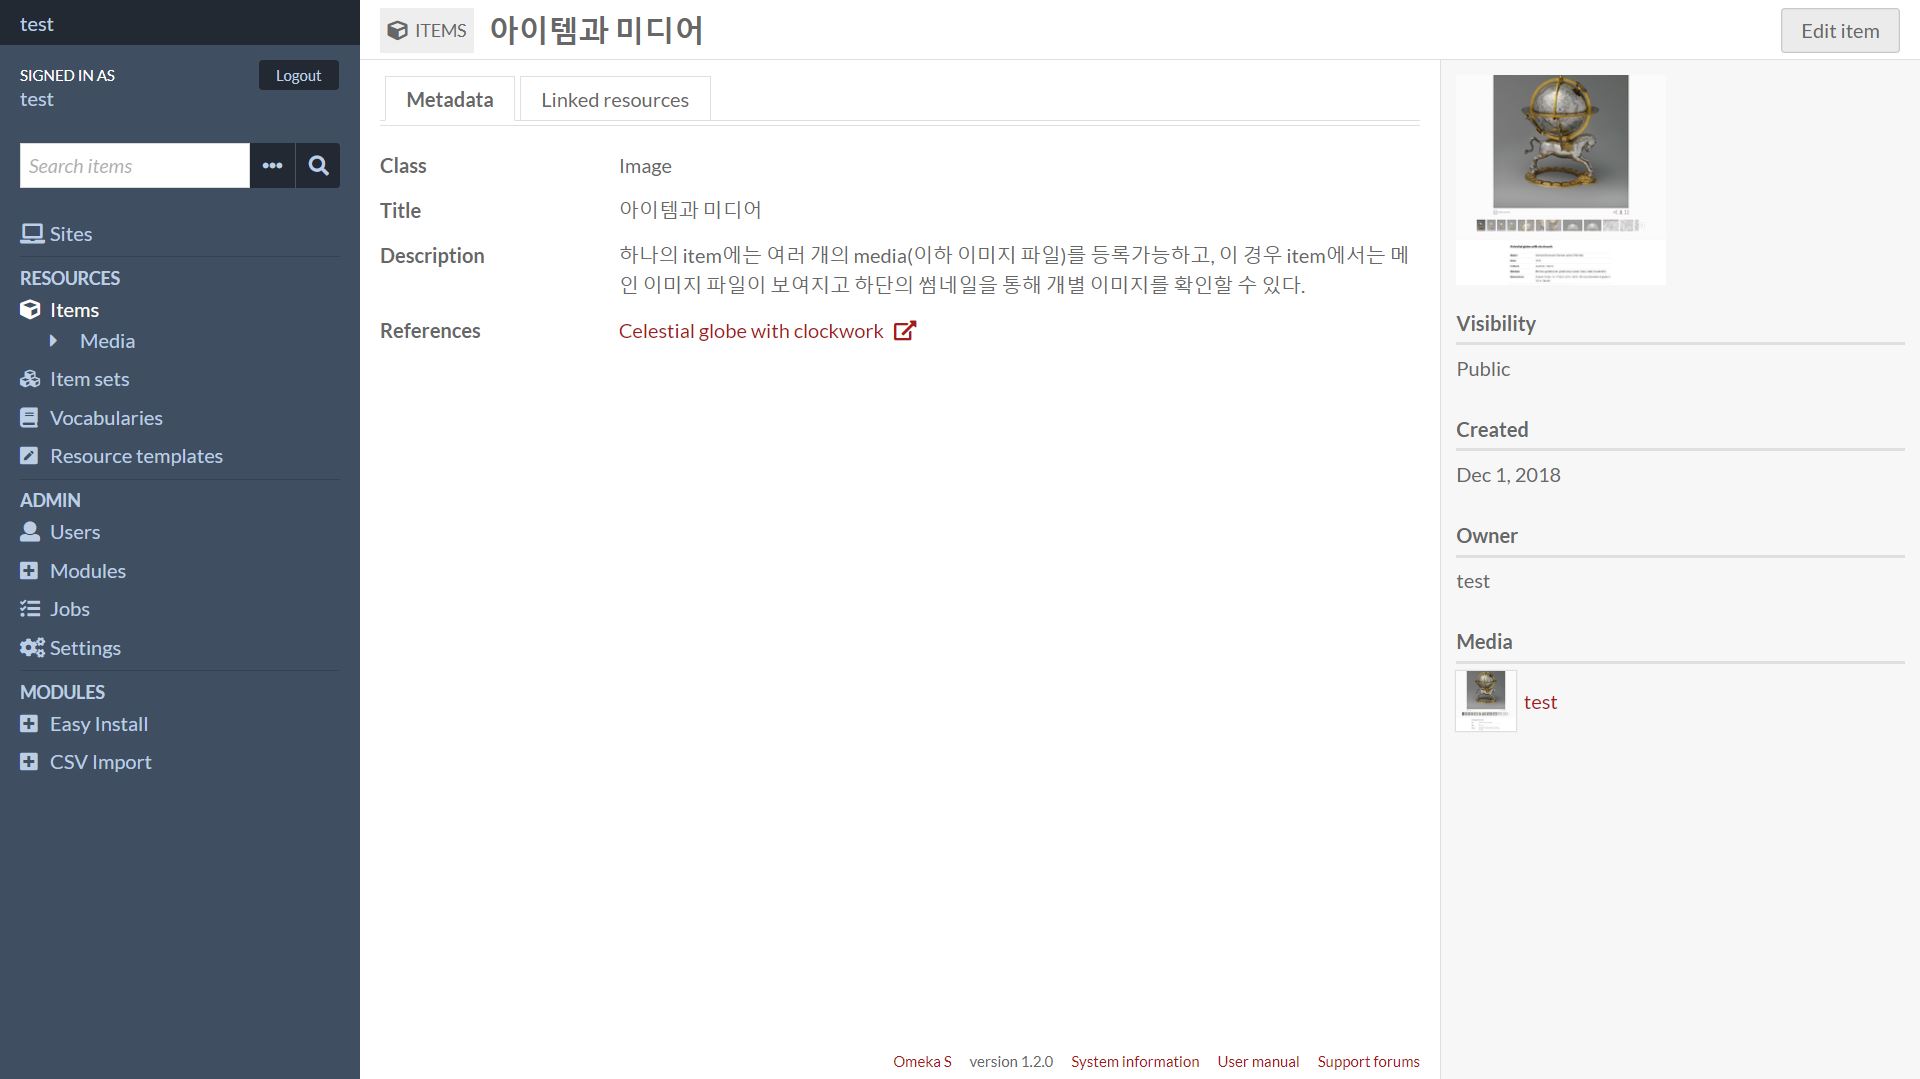 test
SIGNED IN AS
Logout
test
Search items
Sites
RESOURCES
Items
Media
Item sets
Vocabularies
Resource templates
ADMIN
Users
Modules
Jobs
Settings
MODULES
Easy Install
CSV Import
ITEMS 아이템과 미디어
Edit item
Metadata
Linked resources
Class Image
Title 아이템과 미디어
Description 하나의 item에는 여러 개의 media(이하 이미지 파일)를 등록가능하고, 이 경우 item에서는 메
인 이미지 파일이 보여지고 하단의 썸네일을 통해 개별 이미지를 확인할 수 있다.
References Celestial globe with clockwork
Celestial globe with clockwork
Visibility
Public
Created
Dec 1, 2018
Owner
test
Media
test
Omeka S version 1.2.0 System information User manual Support forums